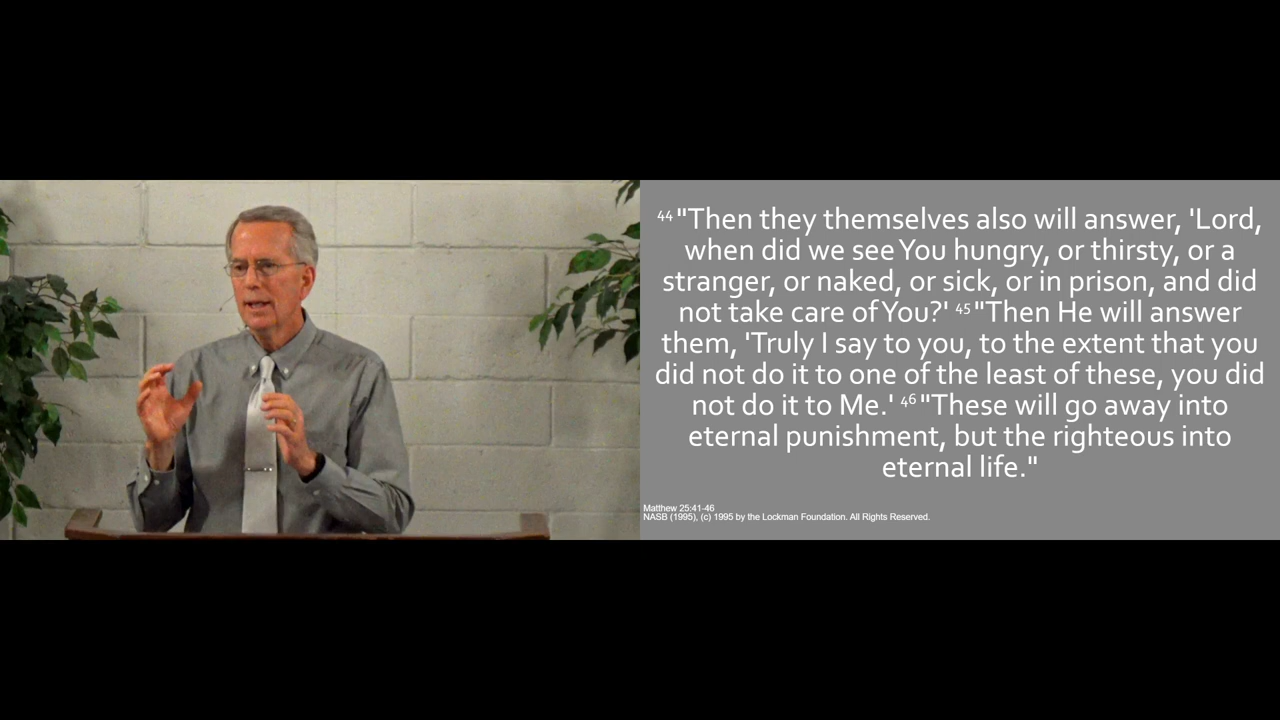 44 "Then they themselves also will answer, 'Lord,
when did we see You hungry, or thirsty, or a
stranger, or naked, or sick, or in prison, and did
not take care of You?' 45 "Then He will answer
them, 'Truly I say to you, to the extent that you
did not do it to one of the least of these, you did
not do it to Me.' 46 "These will go away into
eternal punishment, but the righteous into
eternal life."
Matthew 25:41-46
NASB (1995), (c) 1995 by the Lockman Foundation. All Rights Reserved.